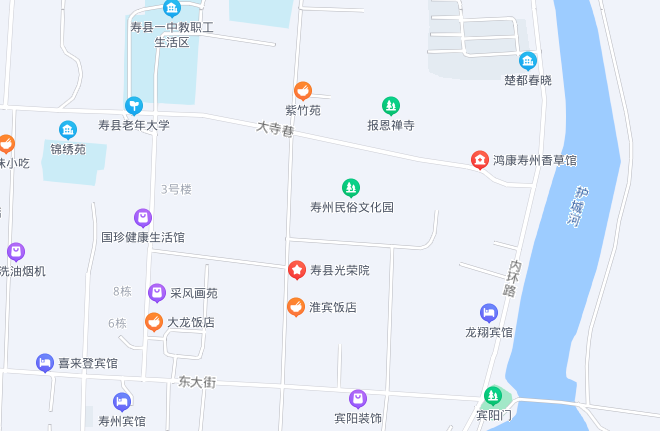 寿县一中教职工
生活区
楚都春晓
紫竹苑
寿县老年大学
大寺巷
报恩禅寺
锦绣苑
味小吃
鸿康寿州香草馆
3号楼
寿州民俗文化园
护城河
国珍健康生活馆
洗油烟机
寿县光荣院
内环路
8栋
采风画苑
淮宾饭店
6栋
大龙饭店
龙翔宾馆
喜来登宾馆
东大街
寿州宾馆
宾阳装饰
宾阳门